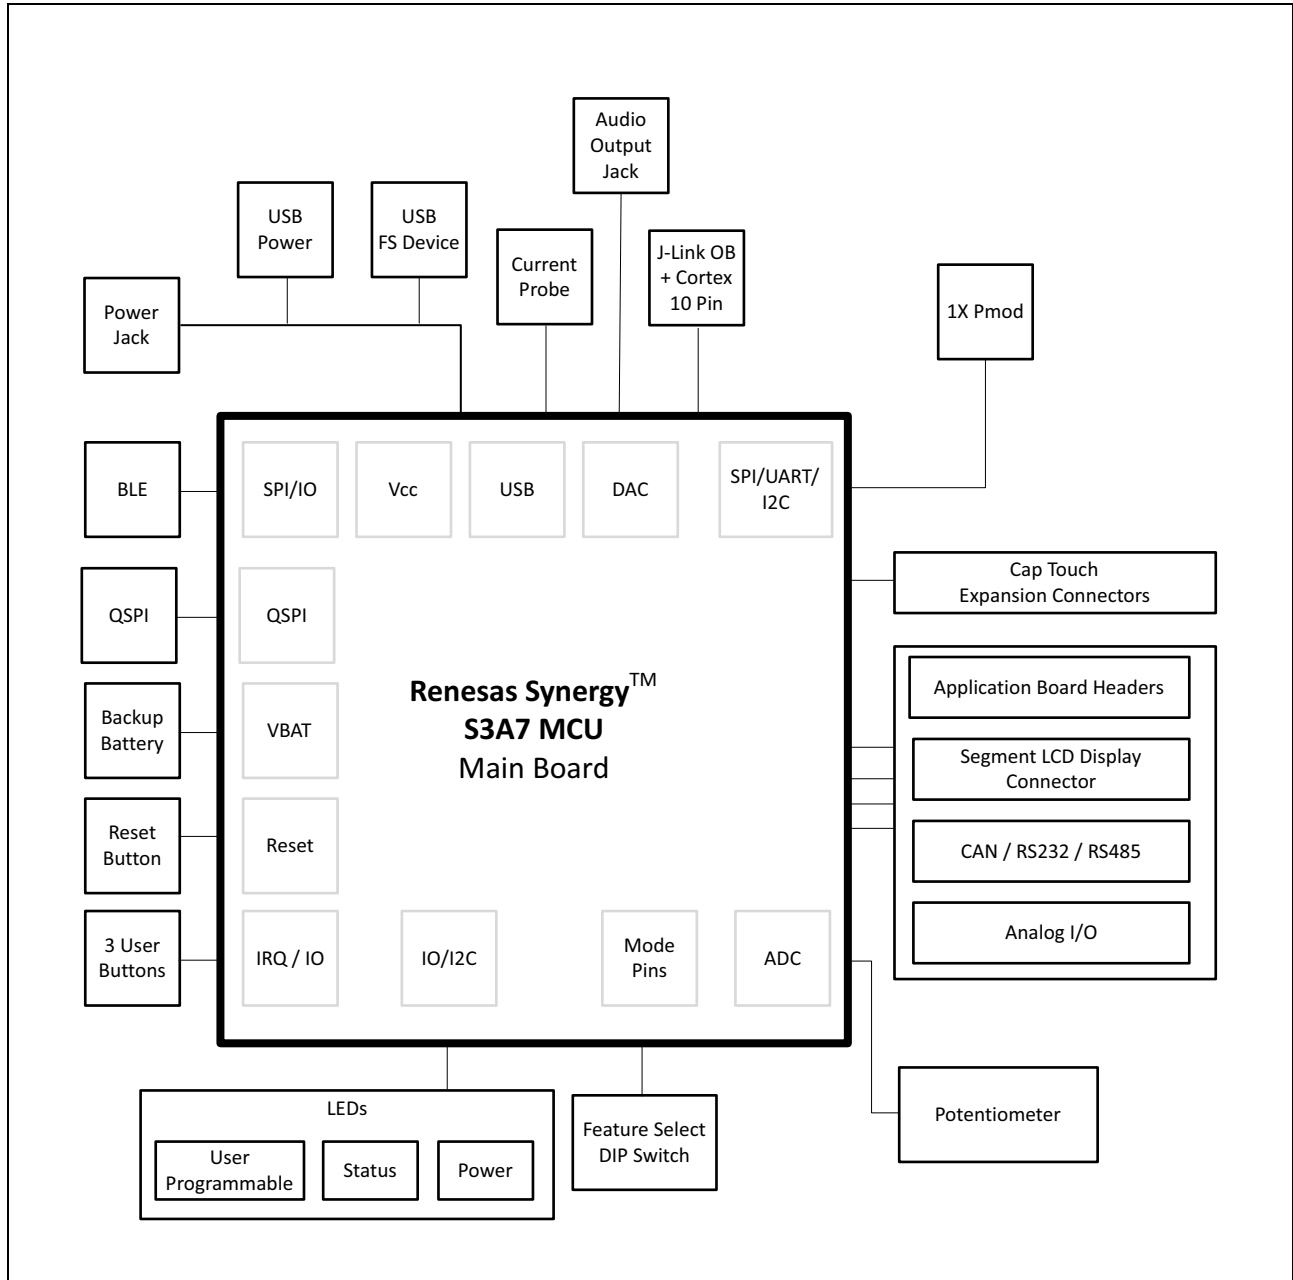 Audio
Output
Jack
USB
Power
USB
FS Device
Current
Probe
J-Link OB
+ Cortex
10 Pin
Power
Jack
1X Pmod
BLE
SPI/IO
Vcc
USB
DAC
SPI/UART/
I2C
Cap Touch
Expansion Connectors
QSPI
QSPI
Renesas Synergy™
S3A7 MCU
Main Board
Application Board Headers
Backup
Battery
VBAT
Segment LCD Display
Connector
Reset
Button
Reset
CAN / RS232 / RS485
3 User
Buttons
IRQ / IO
IO/I2C
Mode
Pins
ADC
Analog I/O
LEDs
User
Programmable
Status
Power
Feature Select
DIP Switch
Potentiometer